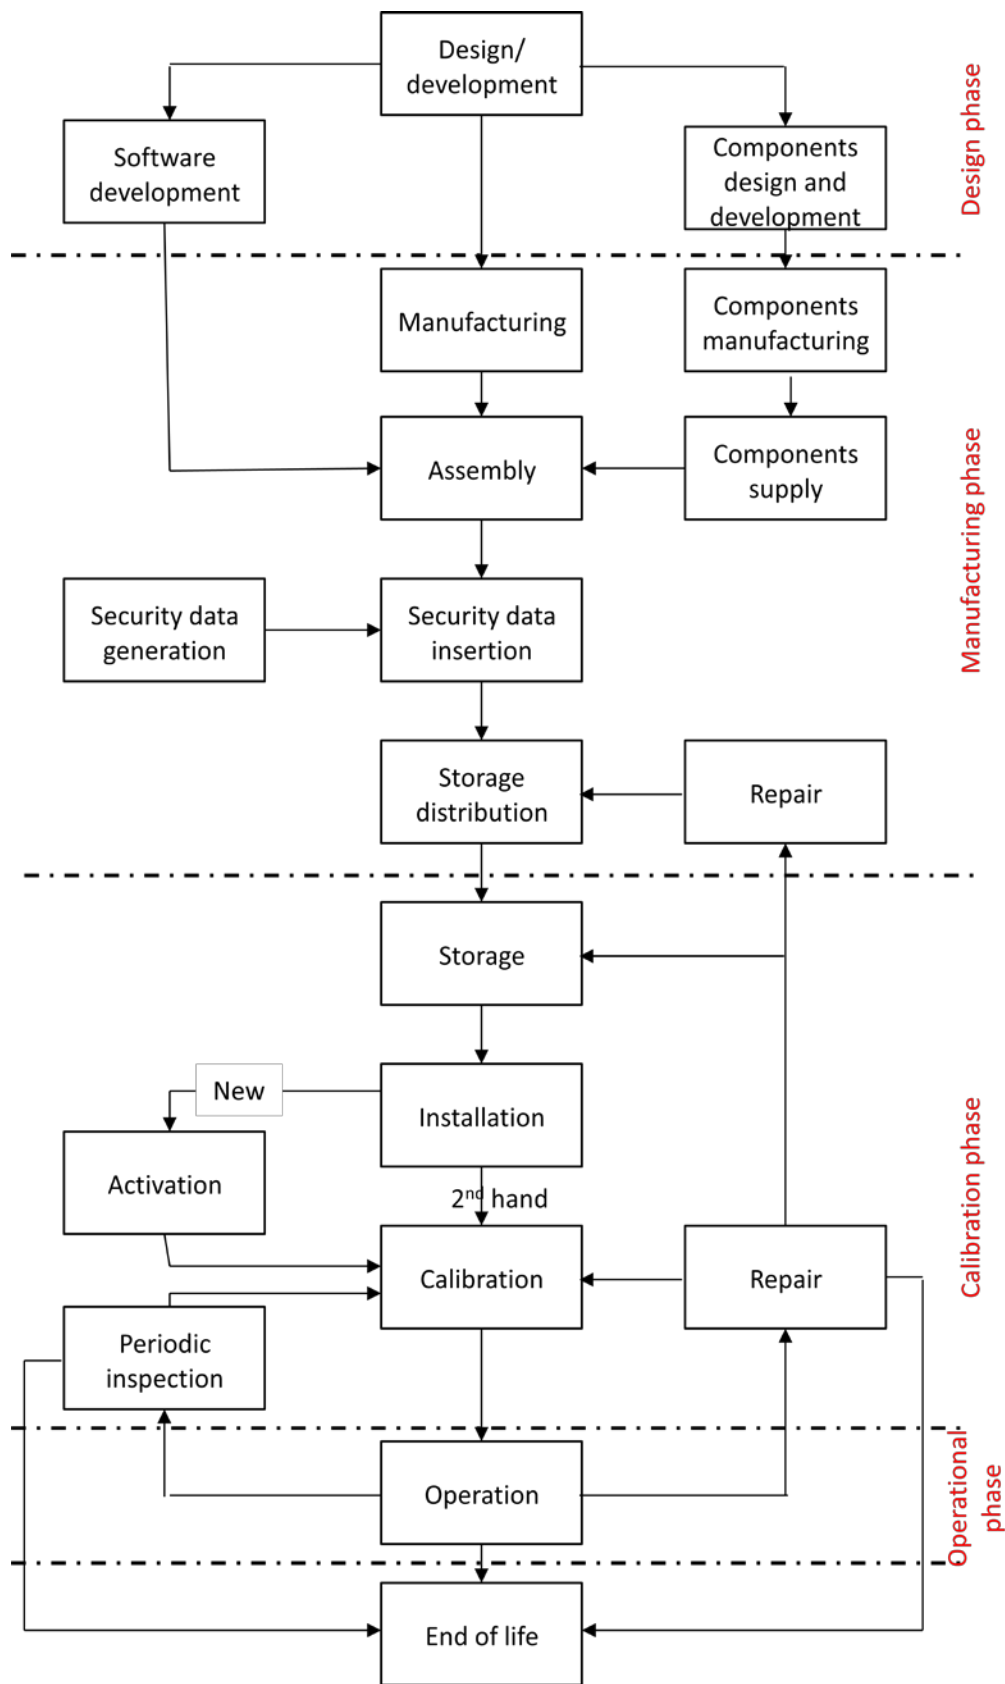 Design/
development
Software
development
Components
design and
development
Design phase
Manufacturing
Components
manufacturing
Assembly
Components
supply
Manufacturing phase
Security data
generation
Security data
insertion
Storage
distribution
Repair
Storage
New
Installation
Activation
2nd hand
Calibration
Repair
Calibration phase
Periodic
inspection
Operation
Operational
phase
End of life